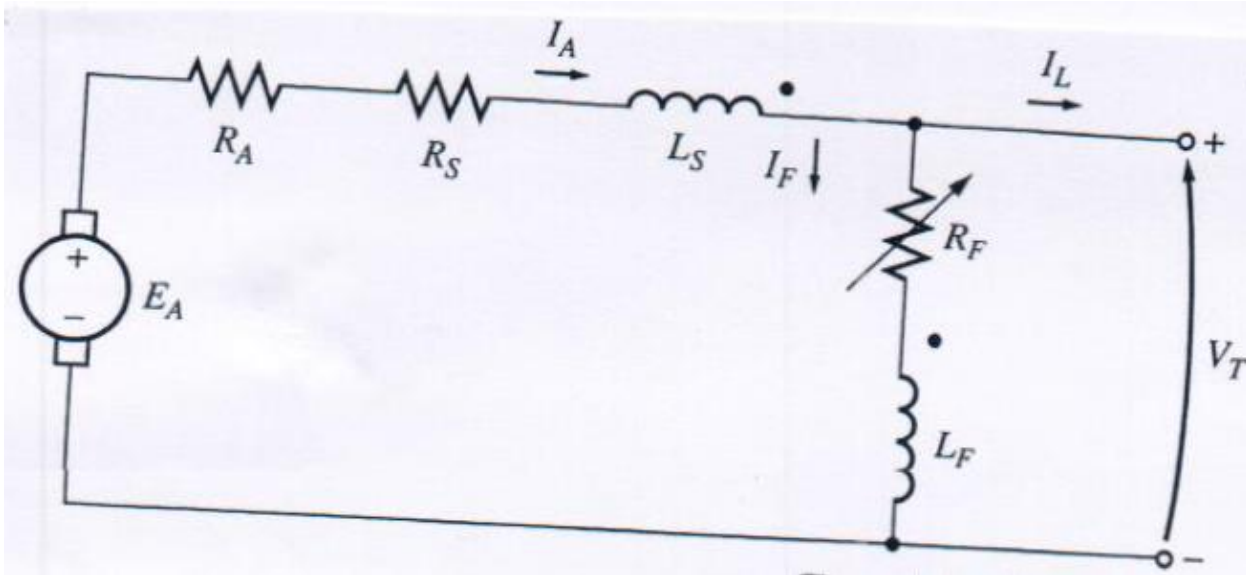 I_A
I_L
R_A
R_S
L_S
I_F
+
R_F
+
E_A
−
V_T
L_F
−